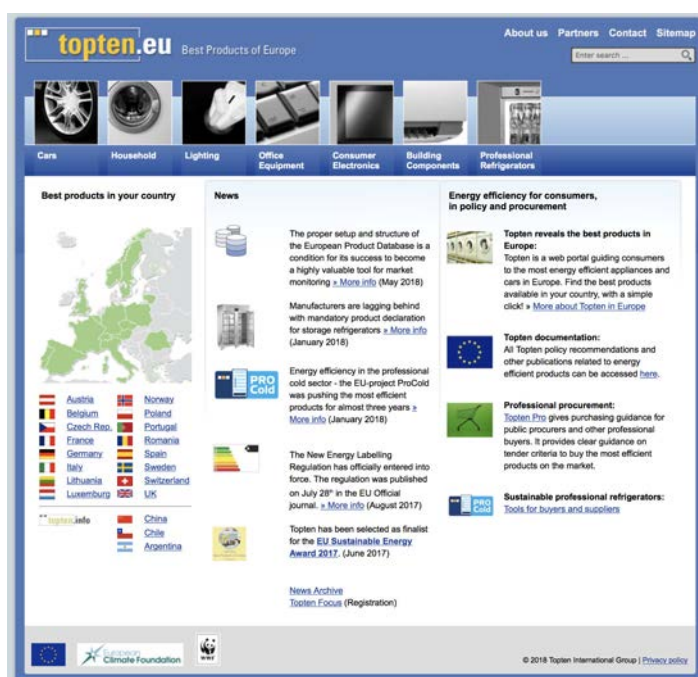 topten.eu Best Products of Europe
About us Partners Contact Sitemap
Enter search ...
Cars
Household
Lighting
Office
Equipment
Consumer
Electronics
Building
Components
Professional
Refrigerators
Best products in your country
Austria
Norway
Belgium
Poland
Czech Rep.
Portugal
France
Romania
Germany
Spain
Italy
Sweden
Lithuania
Switzerland
Luxemburg
UK
topten.info
China
Chile
Argentina
News
The proper setup and structure of
the European Product Database is a
condition for its success to become
a highly valuable tool for market
monitoring » More info (May 2018)
Manufacturers are lagging behind
with mandatory product declaration
for storage refrigerators » More info
(January 2018)
PRO
Cold
Energy efficiency in the professional
cold sector - the EU-project ProCold
was pushing the most efficient
products for almost three years »
More info (January 2018)
The New Energy Labelling
Regulation has officially entered into
force. The regulation was published
on July 28th in the EU Official
journal. » More info (August 2017)
Topten has been selected as finalist
for the EU Sustainable Energy
Award 2017. (June 2017)
News Archive
Topten Focus (Registration)
Energy efficiency for consumers,
in policy and procurement
Topten reveals the best products in
Europe:
Topten is a web portal guiding consumers
to the most energy efficient appliances and
cars in Europe. Find the best products
available in your country, with a simple
click! » More about Topten in Europe
Topten documentation:
All Topten policy recommendations and
other publications related to energy
efficient products can be accessed here.
Professional procurement:
Topten Pro gives purchasing guidance for
public procurers and other professional
buyers. It provides clear guidance on
tender criteria to buy the most efficient
products on the market.
PRO
Cold
Sustainable professional refrigerators:
Tools for buyers and suppliers
European
Climate Foundation
WWF
© 2018 Topten International Group | Privacy policy